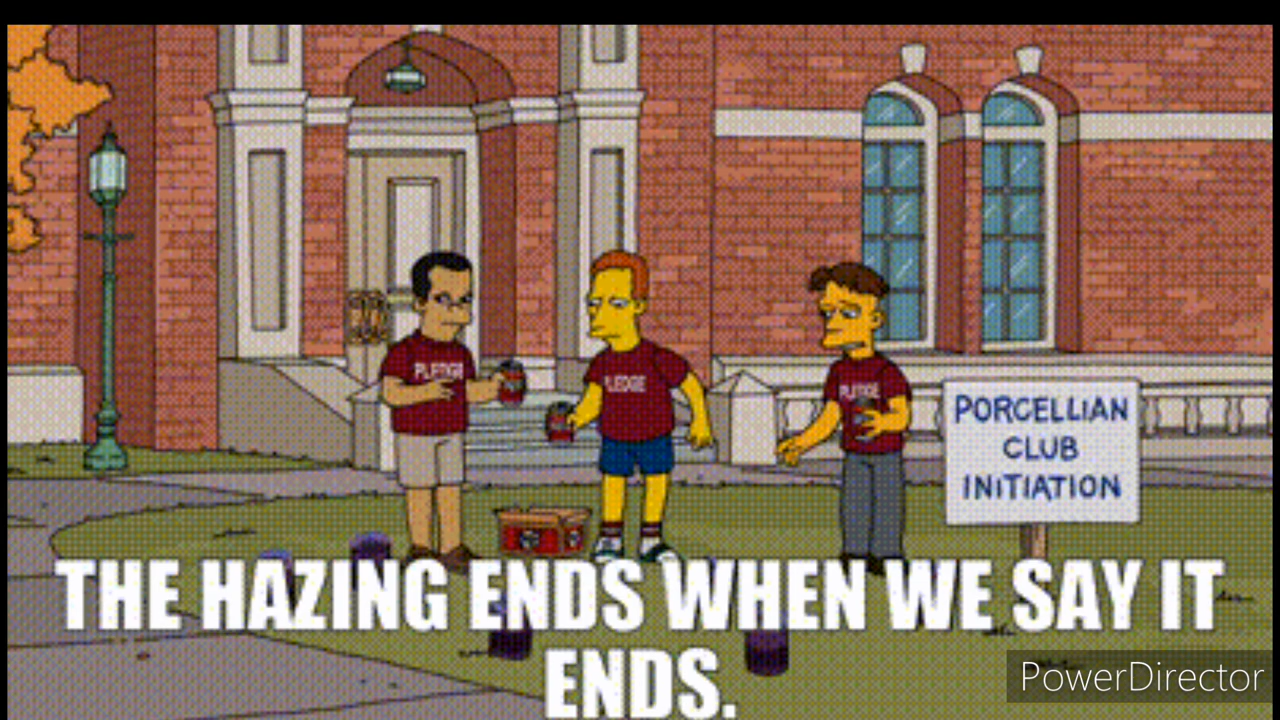 PLEDGE
PLEDGE
PLEDGE
PORCELLIAN
CLUB
INITIATION
THE HAZING ENDS WHEN WE SAY IT
ENDS.
PowerDirector